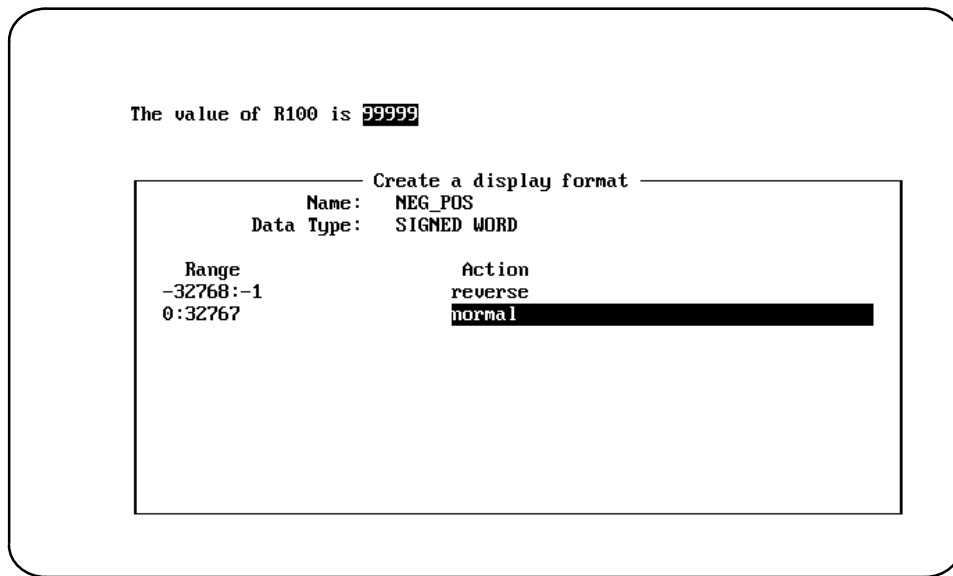 The value of R100 is 99999
Create a display format
Name: NEG_POS
Data Type: SIGNED WORD
Range Action
-32768:-1 reverse
0:32767 normal